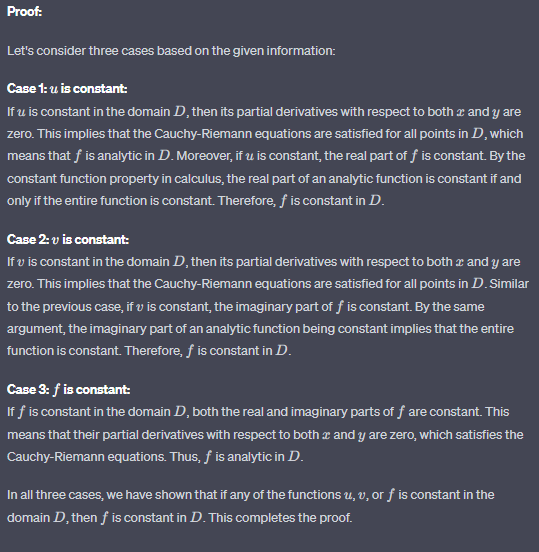 Proof:
Let's consider three cases based on the given information:
Case 1: u is constant:
If u is constant in the domain D, then its partial derivatives with respect to both x and y are
zero. This implies that the Cauchy-Riemann equations are satisfied for all points in D, which
means that f is analytic in D. Moreover, if u is constant, the real part of f is constant. By the
constant function property in calculus, the real part of an analytic function is constant if and
only if the entire function is constant. Therefore, f is constant in D.
Case 2: v is constant:
If v is constant in the domain D, then its partial derivatives with respect to both x and y are
zero. This implies that the Cauchy-Riemann equations are satisfied for all points in D. Similar
to the previous case, if v is constant, the imaginary part of f is constant. By the same
argument, the imaginary part of an analytic function being constant implies that the entire
function is constant. Therefore, f is constant in D.
Case 3: f is constant:
If f is constant in the domain D, both the real and imaginary parts of f are constant. This
means that their partial derivatives with respect to both x and y are zero, which satisfies the
Cauchy-Riemann equations. Thus, f is analytic in D.
In all three cases, we have shown that if any of the functions u, v, or f is constant in the
domain D, then f is constant in D. This completes the proof.